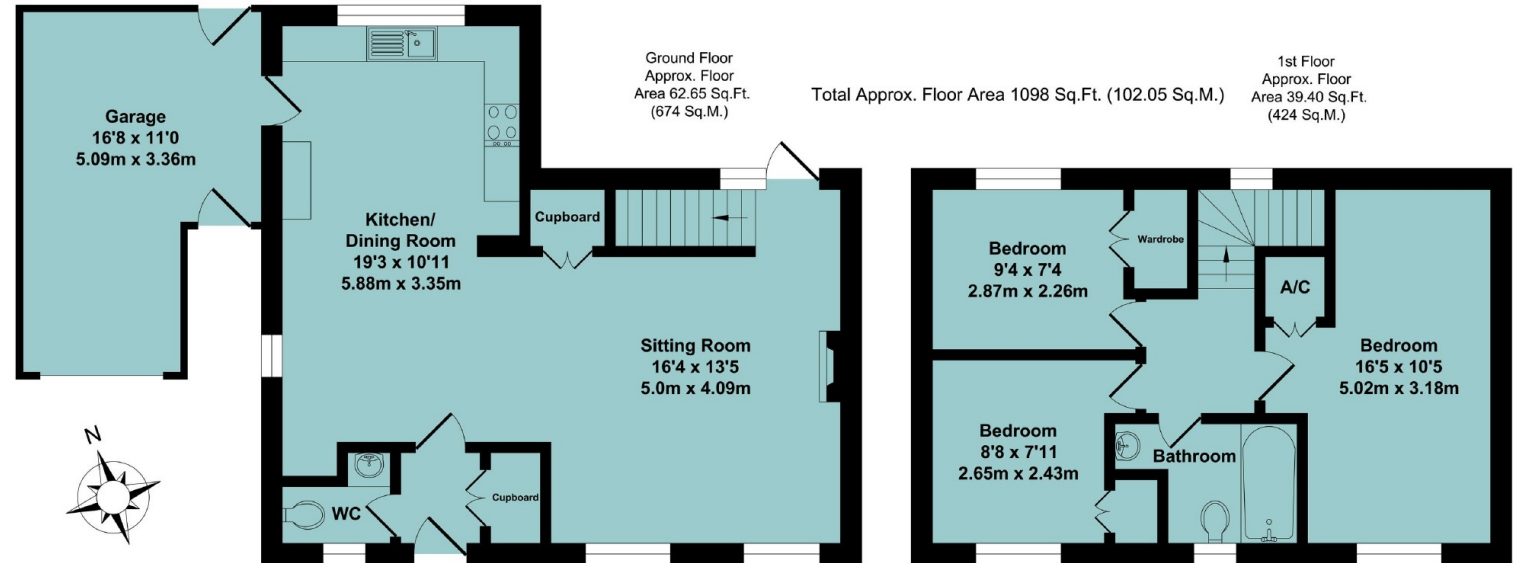 Ground Floor
Approx. Floor
Area 62.65 Sq.Ft.
(674 Sq.M.)
Total Approx. Floor Area 1098 Sq.Ft. (102.05 Sq.M.)
1st Floor
Approx. Floor
Area 39.40 Sq.Ft.
(424 Sq.M.)
Garage
16'8 x 11'0
5.09m x 3.36m
Kitchen/
Dining Room
19'3 x 10'11
5.88m x 3.35m
Cupboard
Sitting Room
16'4 x 13'5
5.0m x 4.09m
WC
Cupboard
N
Bedroom
9'4 x 7'4
2.87m x 2.26m
Wardrobe
A/C
Bedroom
16'5 x 10'5
5.02m x 3.18m
Bedroom
8'8 x 7'11
2.65m x 2.43m
Bathroom